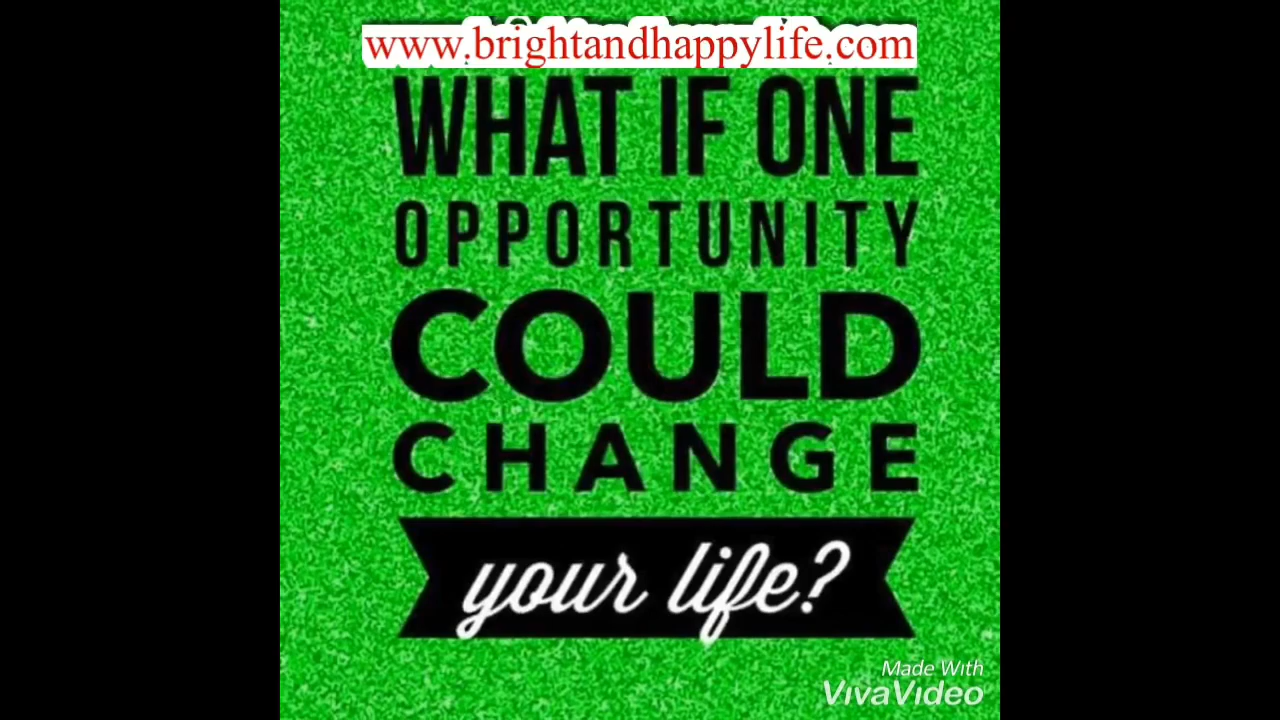 www.brightandhappylife.com
WHAT IF ONE
OPPORTUNITY
COULD
CHANGE
your life?
Made With
VivaVideo